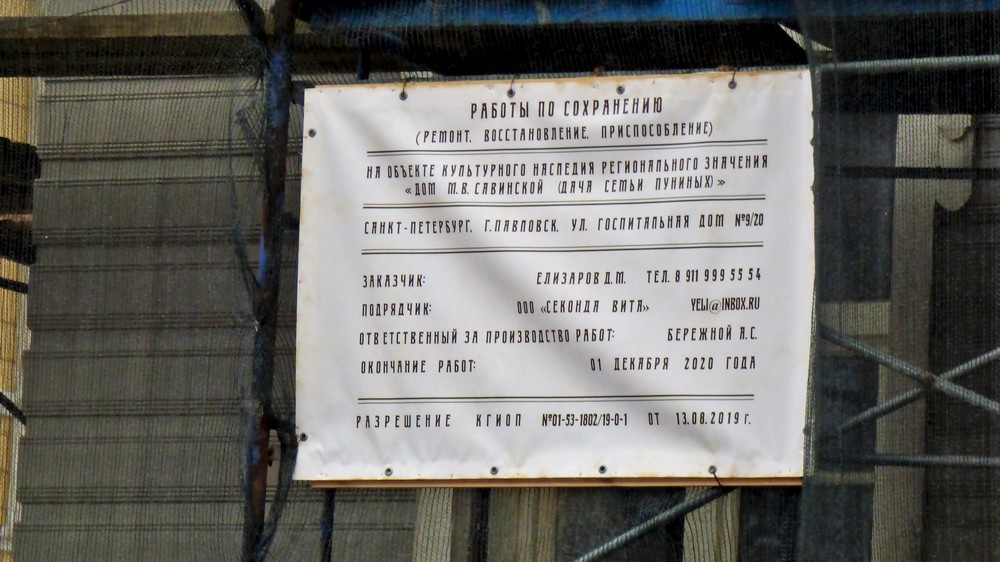 РАБОТЫ ПО СОХРАНЕНИЮ
(РЕМОНТ, ВОССТАНОВЛЕНИЕ, ПРИСПОСОБЛЕНИЕ)
НА ОБЪЕКТЕ КУЛЬТУРНОГО НАСЛЕДИЯ РЕГИОНАЛЬНОГО ЗНАЧЕНИЯ
«ДОМ М.В.САВИНСКОЙ (ДАЧА СЕМЬИ ПУНИНЫХ)»
САНКТ-ПЕТЕРБУРГ, Г.ПАВЛОВСК, УЛ. ГОСПИТАЛЬНАЯ ДОМ №9/20
ЗАКАЗЧИК: ЕЛИЗАРОВ Д.М. ТЕЛ. 8 911 999 55 54
ПОДРЯДЧИК: ООО «СЕКОНДА ВИТА» YELI@INBOX.RU
ОТВЕТСТВЕННЫЙ ЗА ПРОИЗВОДСТВО РАБОТ: БЕРЕЖНОЙ А.С.
ОКОНЧАНИЕ РАБОТ: 01 ДЕКАБРЯ 2020 ГОДА
РАЗРЕШЕНИЕ КГИОП №01-53-1802/19-0-1 ОТ 13.08.2019 г.